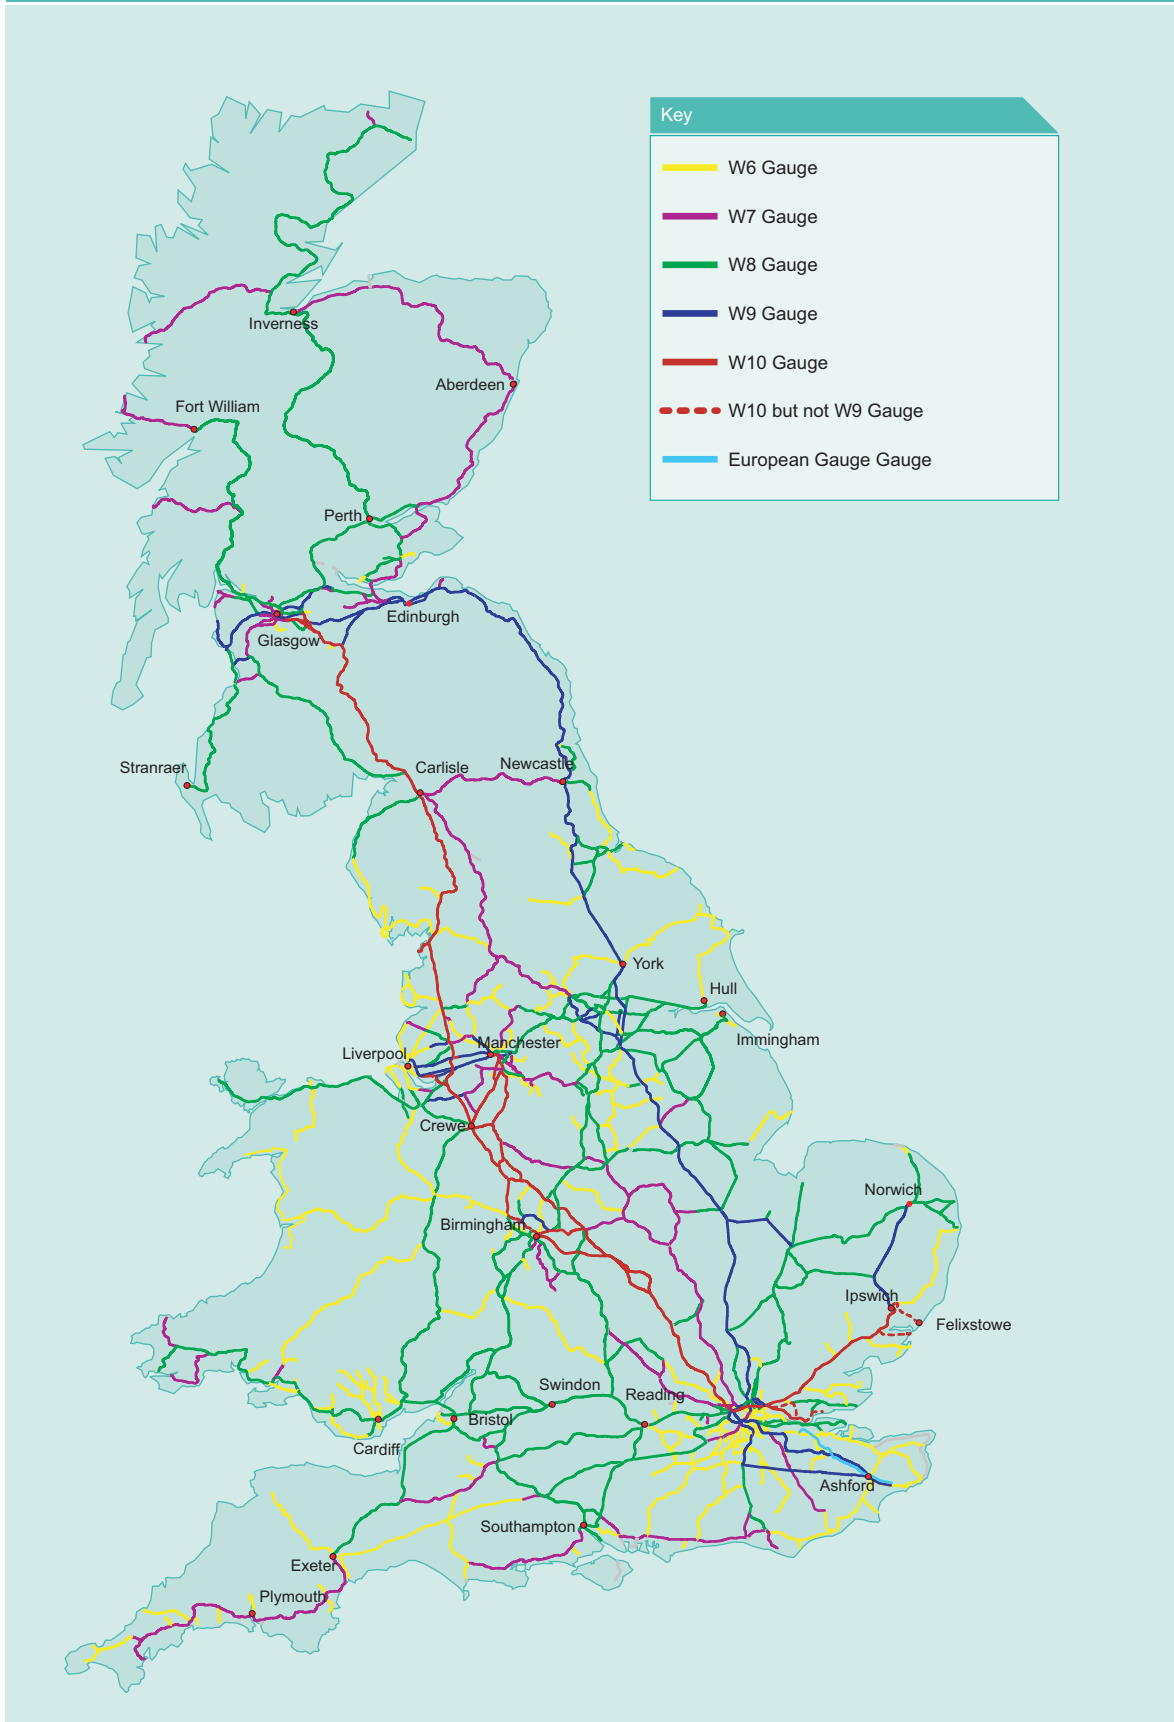 Key
W6 Gauge
W7 Gauge
W8 Gauge
W9 Gauge
W10 Gauge
W10 but not W9 Gauge
European Gauge Gauge
Inverness
Aberdeen
Fort William
Perth
Edinburgh
Glasgow
Stranraer
Carlisle
Newcastle
York
Hull
Immingham
Manchester
Liverpool
Crewe
Norwich
Birmingham
Ipswich
Felixstowe
Swindon
Reading
Bristol
Cardiff
Ashford
Southampton
Exeter
Plymouth